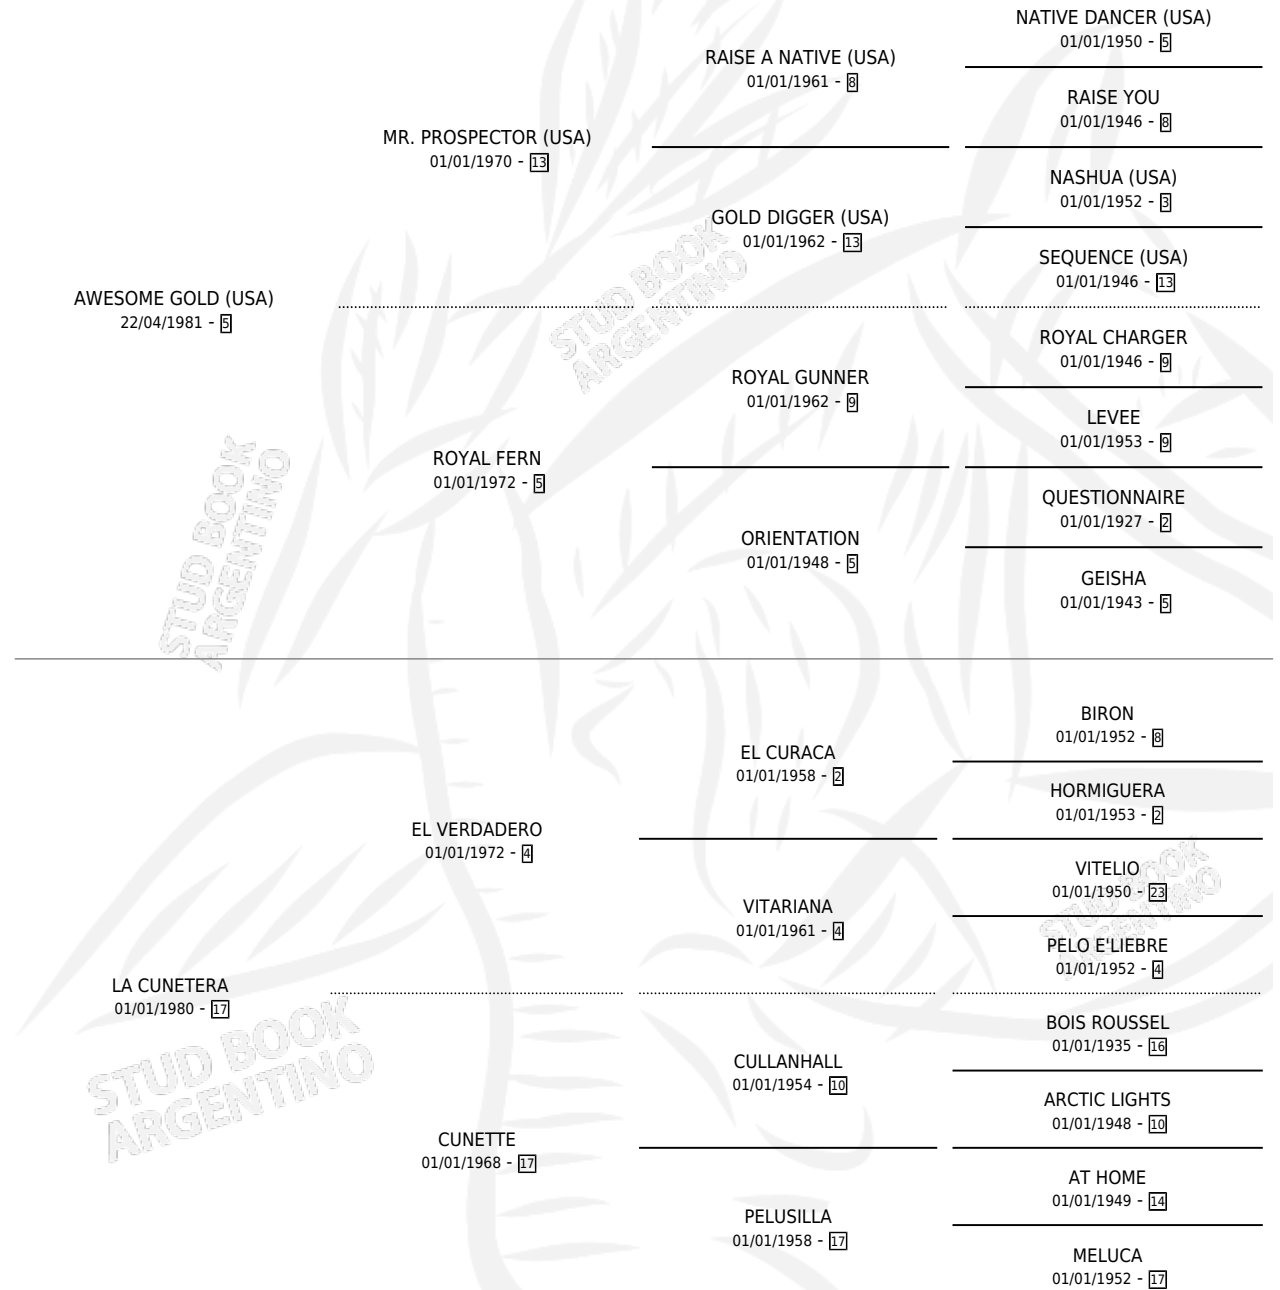 NATIVE DANCER (USA)
01/01/1950 - 5
RAISE A NATIVE (USA)
01/01/1961 - 8
RAISE YOU
01/01/1946 - 8
MR. PROSPECTOR (USA)
01/01/1970 - 13
NASHUA (USA)
01/01/1952 - 3
GOLD DIGGER (USA)
01/01/1962 - 13
SEQUENCE (USA)
01/01/1946 - 13
AWESOME GOLD (USA)
22/04/1981 - 5
STUD BOOK
ARGENTINO
ROYAL CHARGER
01/01/1946 - 9
ROYAL GUNNER
01/01/1962 - 9
LEVEE
01/01/1953 - 9
ROYAL FERN
01/01/1972 - 5
QUESTIONNAIRE
01/01/1927 - 2
ORIENTATION
01/01/1948 - 5
GEISHA
01/01/1943 - 5
STUD BOOK
ARGENTINO
BIRON
01/01/1952 - 8
EL CURACA
01/01/1958 - 2
HORMIGUERA
01/01/1953 - 2
EL VERDADERO
01/01/1972 - 4
VITELIO
01/01/1950 - 23
VITARIANA
01/01/1961 - 4
STUD BOOK
ARGENTINO
PELO E'LIEBRE
01/01/1952 - 4
LA CUNETERA
01/01/1980 - 17
BOIS ROUSSEL
01/01/1935 - 16
CULLANHALL
01/01/1954 - 10
STUD BOOK
ARGENTINO
ARCTIC LIGHTS
01/01/1948 - 10
CUNETTE
01/01/1968 - 17
AT HOME
01/01/1949 - 14
PELUSILLA
01/01/1958 - 17
MELUCA
01/01/1952 - 17